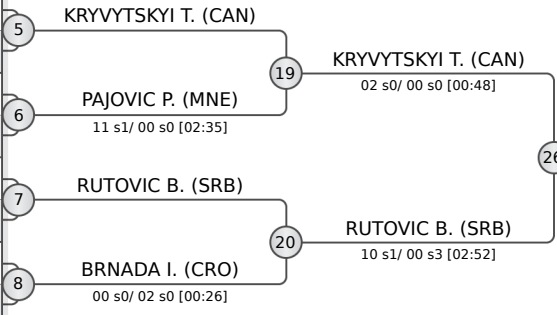 KRYVYTSKYI T. (CAN)
5
19
KRYVYTSKYI T. (CAN)
02 s0/ 00 s0 [00:48]
PAJOVIC P. (MNE)
6
11 s1/ 00 s0 [02:35]
26
RUTOVIC B. (SRB)
7
20
RUTOVIC B. (SRB)
10 s1/ 00 s3 [02:52]
BRNADA I. (CRO)
8
00 s0/ 02 s0 [00:26]